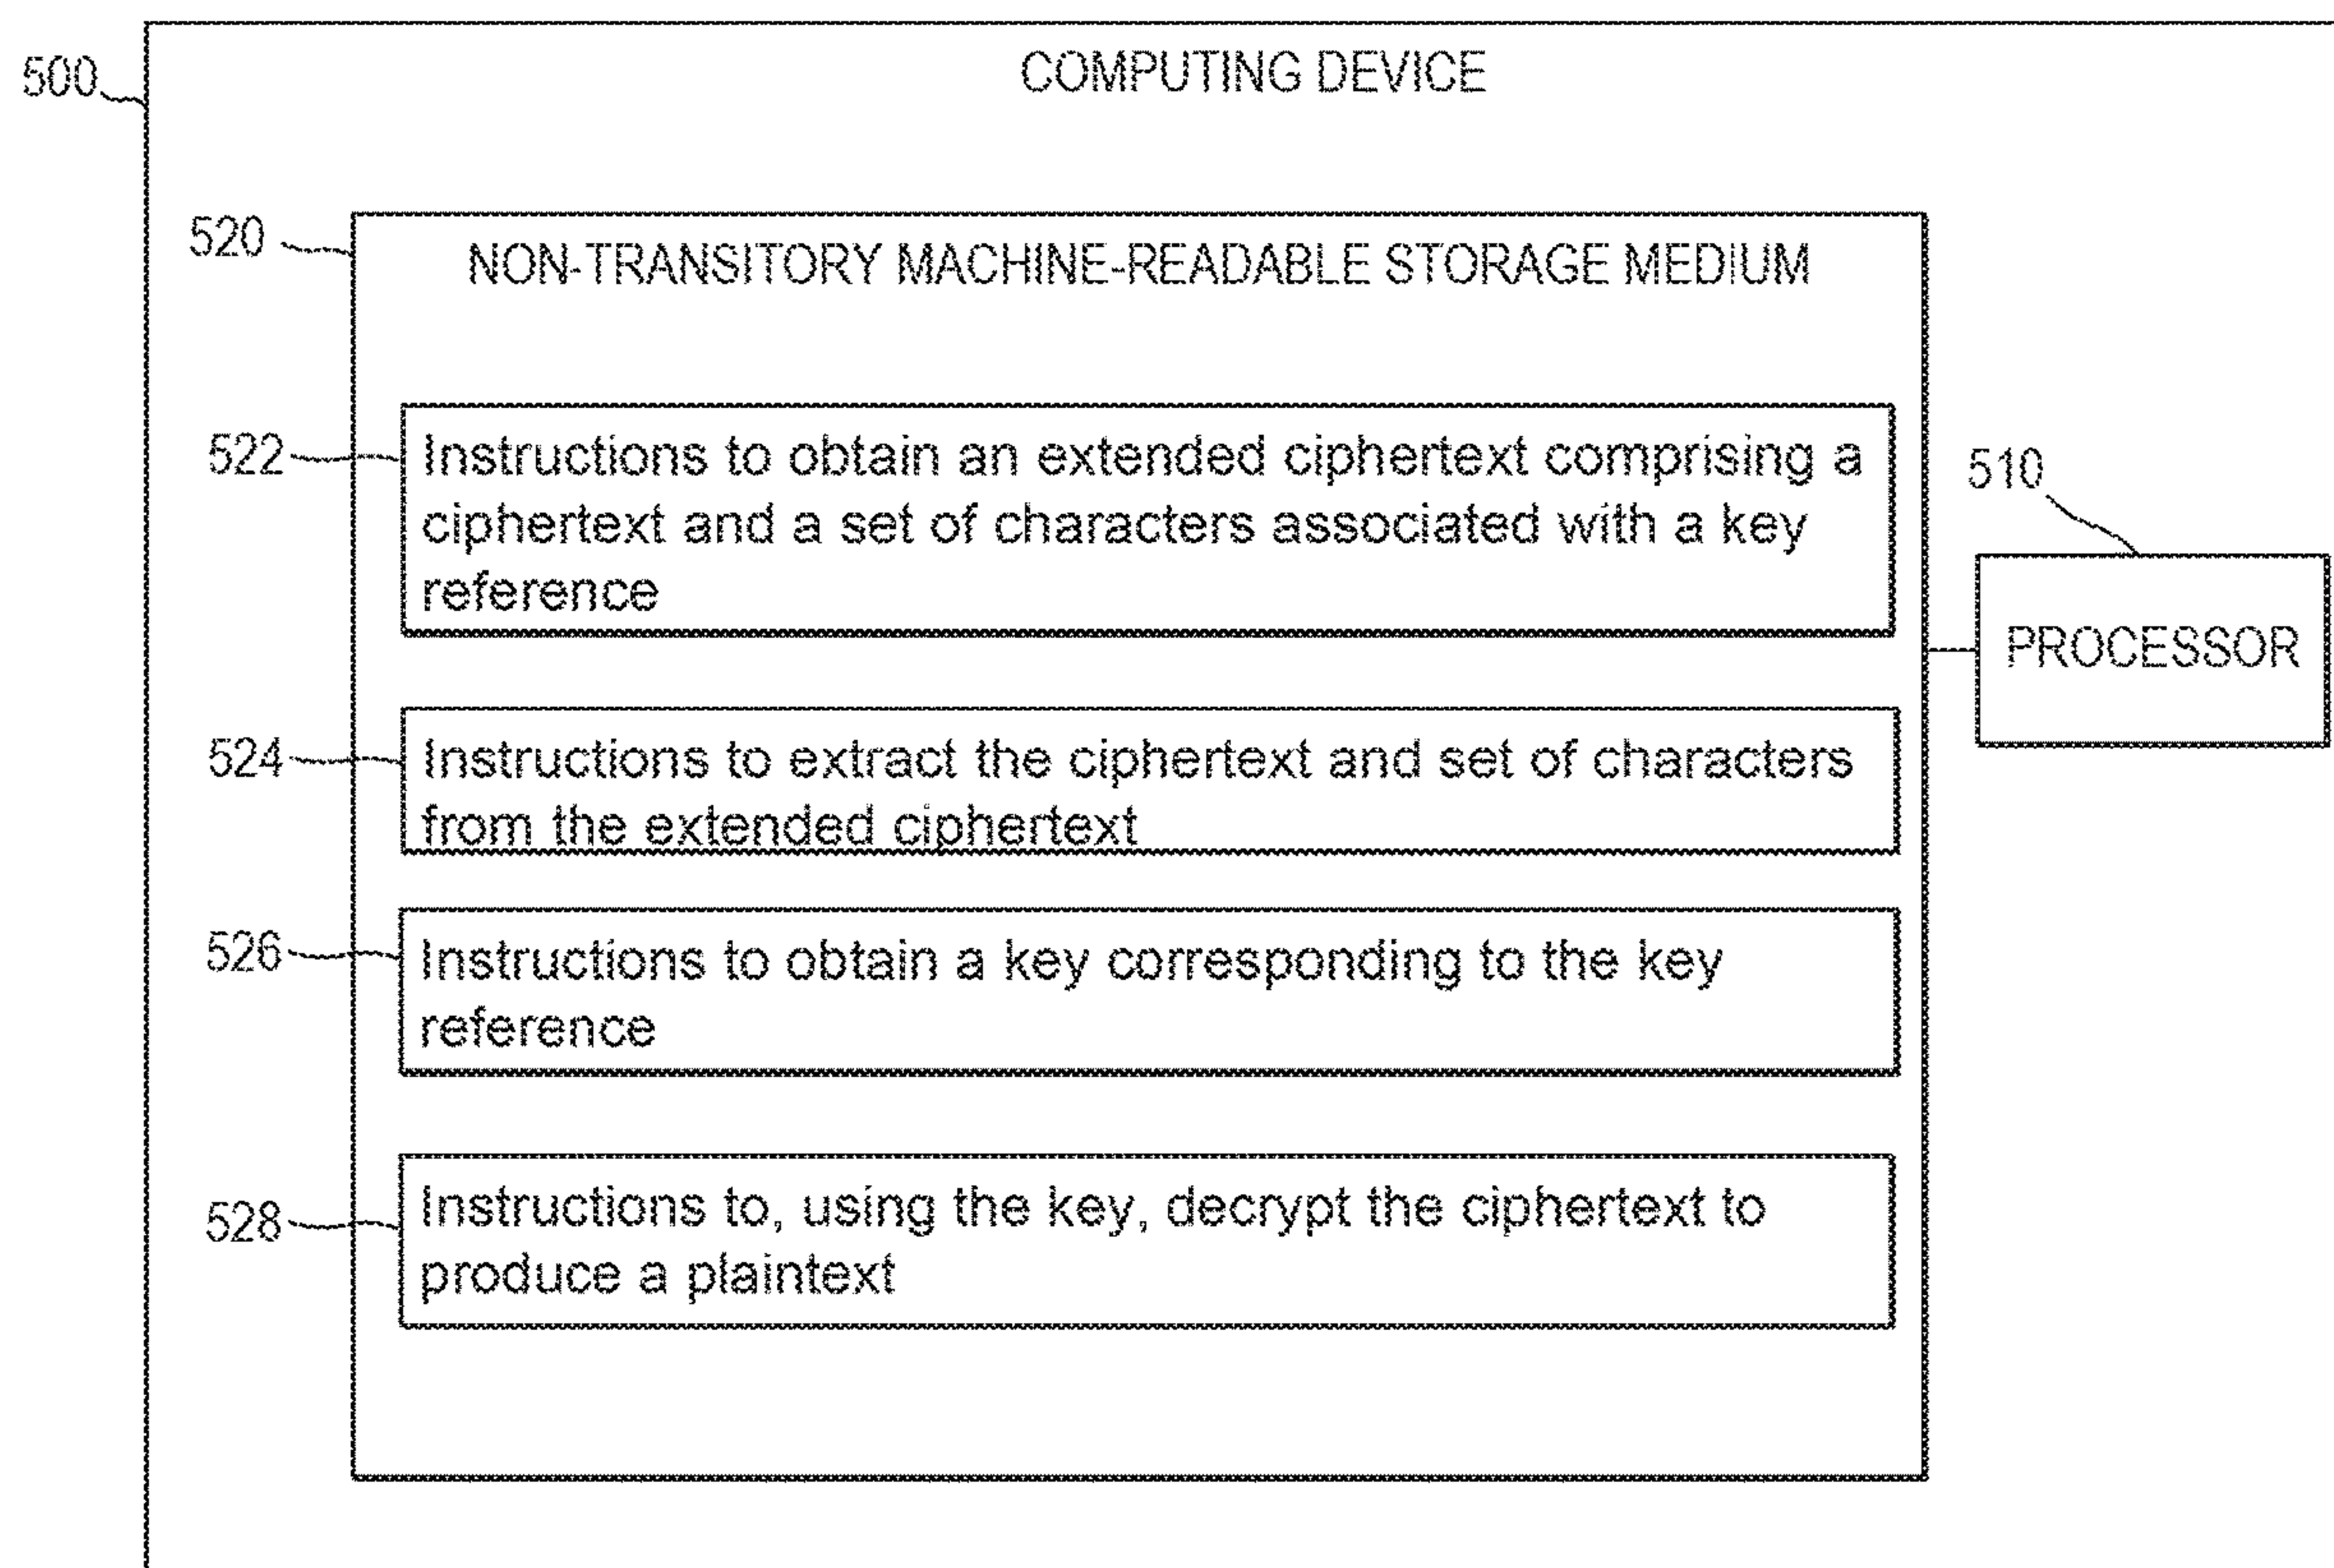 500
COMPUTING DEVICE
520
NON-TRANSITORY MACHINE-READABLE STORAGE MEDIUM
522
Instructions to obtain an extended ciphertext comprising a
ciphertext and a set of characters associated with a key
reference
510
PROCESSOR
524
Instructions to extract the ciphertext and set of characters
from the extended ciphertext
526
Instructions to obtain a key corresponding to the key
reference
528
Instructions to, using the key, decrypt the ciphertext to
produce a plaintext